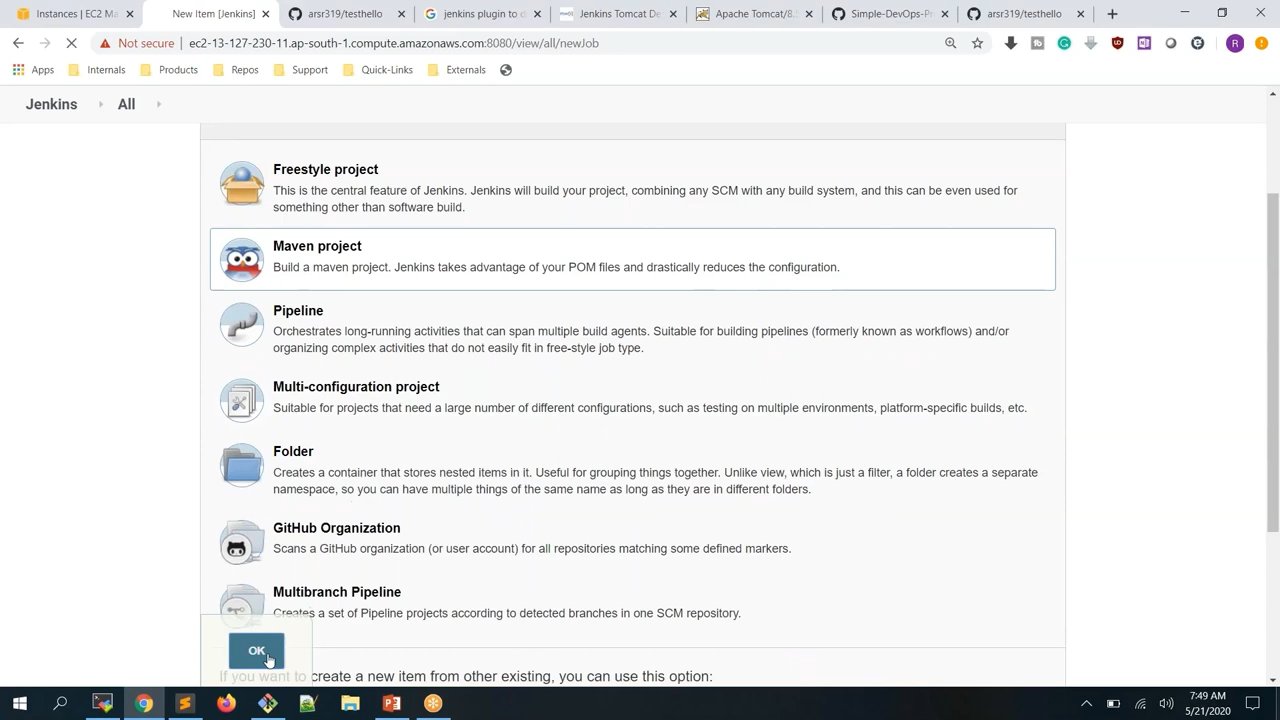 Instances | EC2 M
New Item [Jenkins]
arsr319/testhello
jenkins plugin to d
Jenkins Tomcat De
Apache Tomcat/8.5
Simple-DevOps-Pr
arsr319/testhello
Not secure | ec2-13-127-230-11.ap-south-1.compute.amazonaws.com:8080/view/all/newJob
Apps Internals Products Repos Support Quick-Links Externals
Jenkins All
Freestyle project
This is the central feature of Jenkins. Jenkins will build your project, combining any SCM with any build system, and this can be even used for
something other than software build.
Maven project
Build a maven project. Jenkins takes advantage of your POM files and drastically reduces the configuration.
Pipeline
Orchestrates long-running activities that can span multiple build agents. Suitable for building pipelines (formerly known as workflows) and/or
organizing complex activities that do not easily fit in free-style job type.
Multi-configuration project
Suitable for projects that need a large number of different configurations, such as testing on multiple environments, platform-specific builds, etc.
Folder
Creates a container that stores nested items in it. Useful for grouping things together. Unlike view, which is just a filter, a folder creates a separate
namespace, so you can have multiple things of the same name as long as they are in different folders.
GitHub Organization
Scans a GitHub organization (or user account) for all repositories matching some defined markers.
Multibranch Pipeline
Creates a set of Pipeline projects according to detected branches in one SCM repository.
OK
If you want to create a new item from other existing, you can use this option:
7:49 AM
5/21/2020